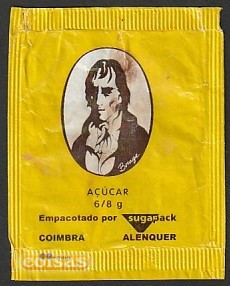 Bocage
AÇÚCAR
6/8 g
Empacotado por sugarpack
COIMBRA ALENQUER
coisas